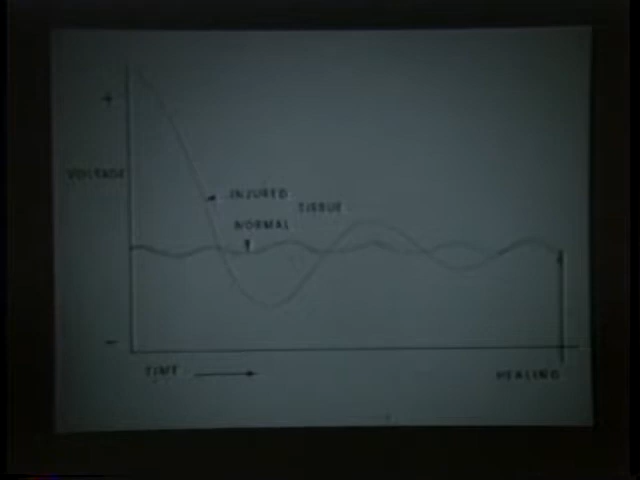 +
VOLTAGE
INJURED
TISSUE
NORMAL
-
TIME
HEALING